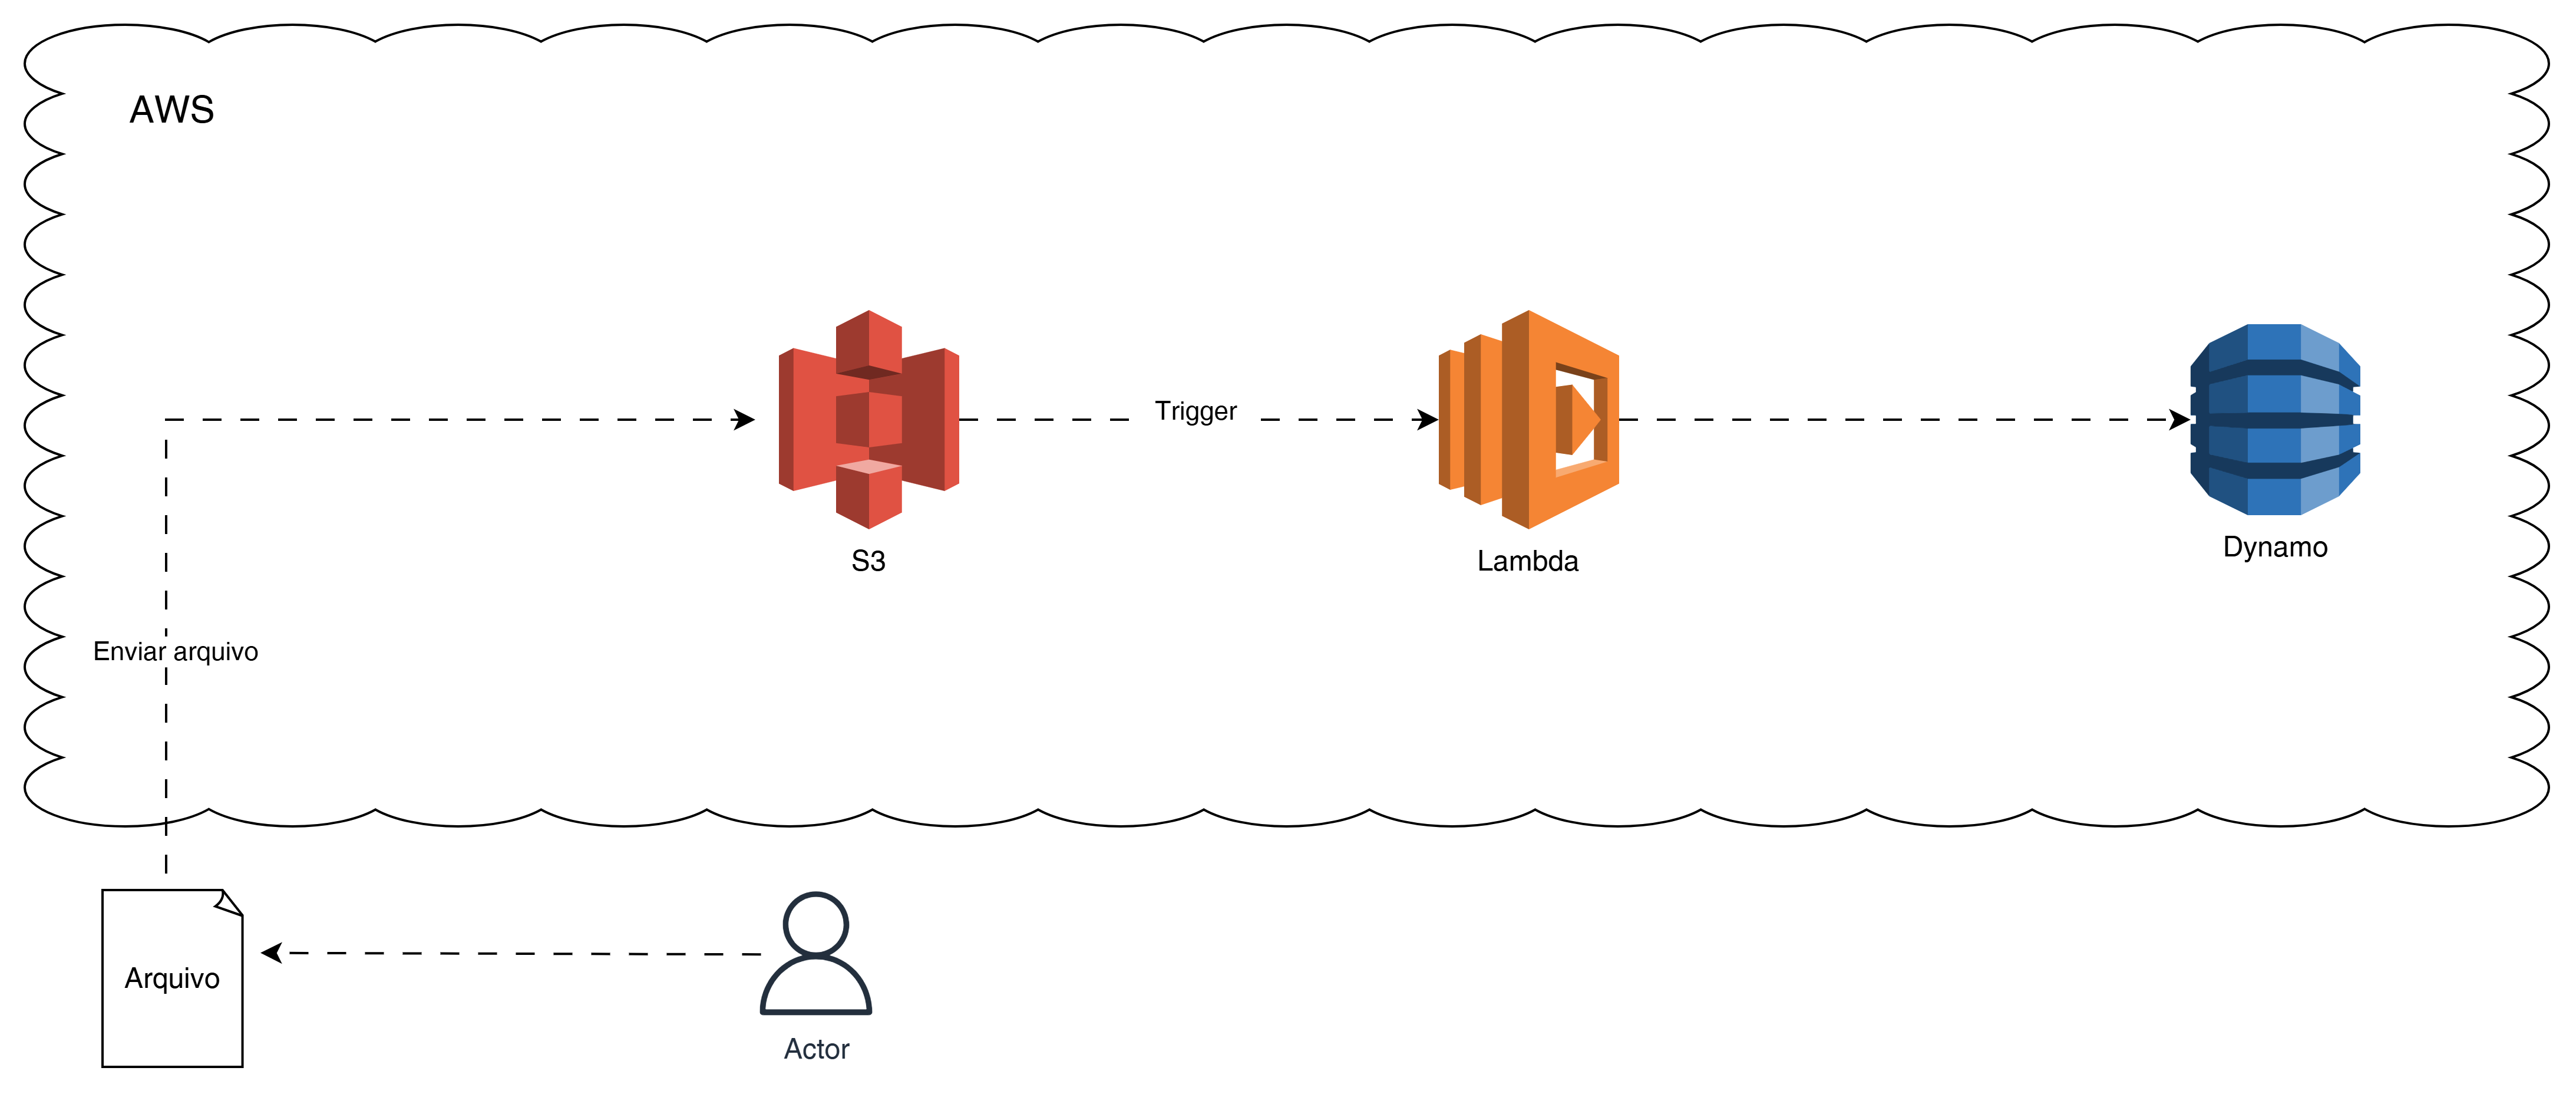 AWS
Trigger
S3
Lambda
Dynamo
Enviar arquivo
Arquivo
Actor